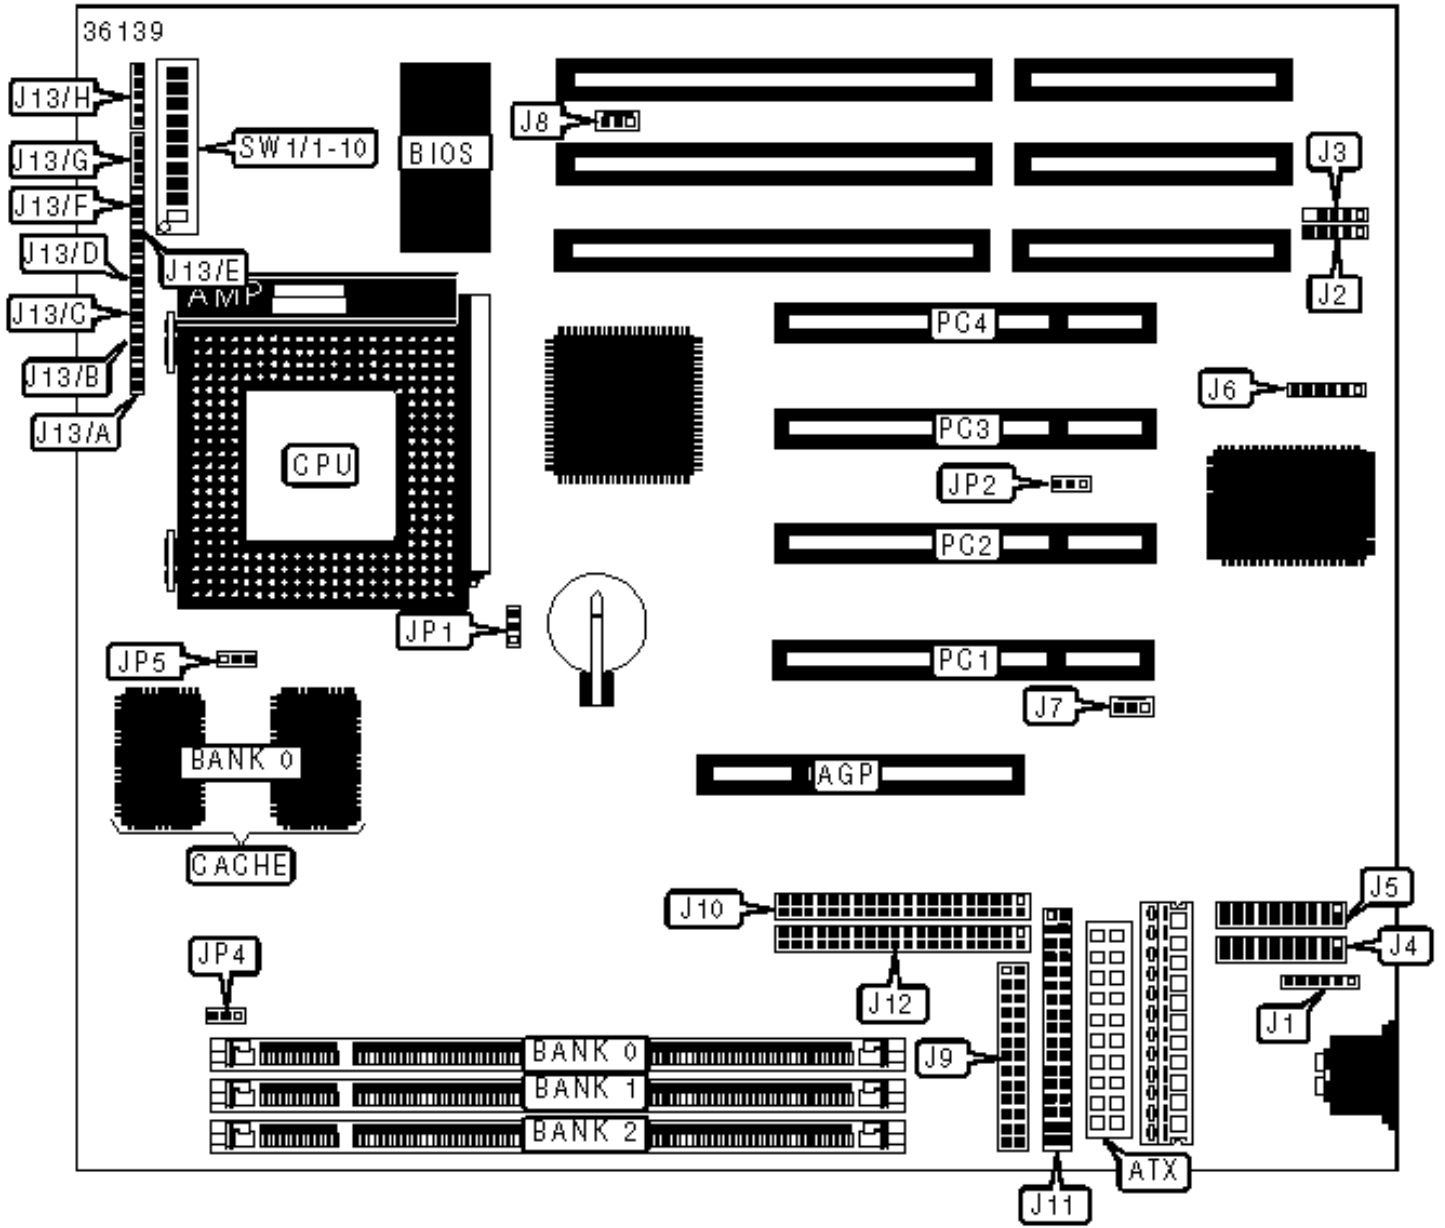 36139
J13/H
J8
SW1/1-10
BIOS
J13/G
J3
J13/F
J13/D
J13/E
J2
AMP
J13/C
PC4
J13/B
J6
J13/A
PC3
CPU
JP2
PC2
JP1
JP5
PC1
J7
BANK 0
AGP
CACHE
J5
J10
J4
JP4
J12
J1
BANK 0
J9
BANK 1
BANK 2
ATX
J11